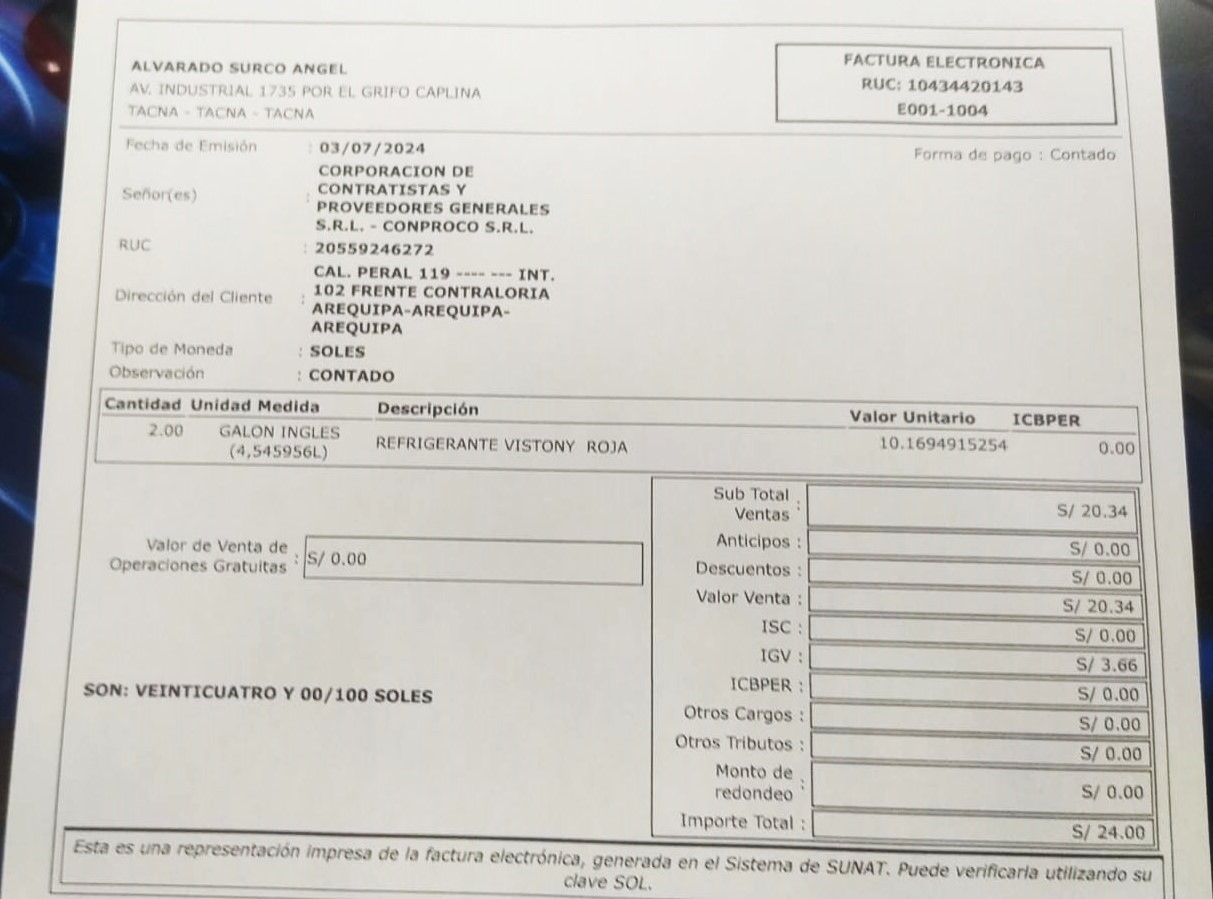 ALVARADO SURCO ANGEL
AV. INDUSTRIAL 1735 POR EL GRIFO CAPLINA
TACNA - TACNA - TACNA
FACTURA ELECTRONICA
RUC: 10434420143
E001-1004
Fecha de Emisión : 03/07/2024
Forma de pago : Contado
Señor(es) : CORPORACION DE
CONTRATISTAS Y
PROVEEDORES GENERALES
S.R.L. - CONPROCO S.R.L.
RUC : 20559246272
Dirección del Cliente : CAL. PERAL 119 ---- --- INT.
102 FRENTE CONTRALORIA
AREQUIPA-AREQUIPA-
AREQUIPA
Tipo de Moneda : SOLES
Observación : CONTADO
Cantidad Unidad Medida Descripción Valor Unitario ICBPER
2.00 GALON INGLES REFRIGERANTE VISTONY ROJA 10.1694915254 0.00
(4,545956L)
Sub Total
Ventas : S/ 20.34
Anticipos : S/ 0.00
Descuentos : S/ 0.00
Valor Venta : S/ 20.34
ISC : S/ 0.00
IGV : S/ 3.66
ICBPER : S/ 0.00
Otros Cargos : S/ 0.00
Otros Tributos : S/ 0.00
Monto de
redondeo : S/ 0.00
Importe Total : S/ 24.00
Valor de Venta de
Operaciones Gratuitas : S/ 0.00
SON: VEINTICUATRO Y 00/100 SOLES
Esta es una representación impresa de la factura electrónica, generada en el Sistema de SUNAT. Puede verificarla utilizando su
clave SOL.